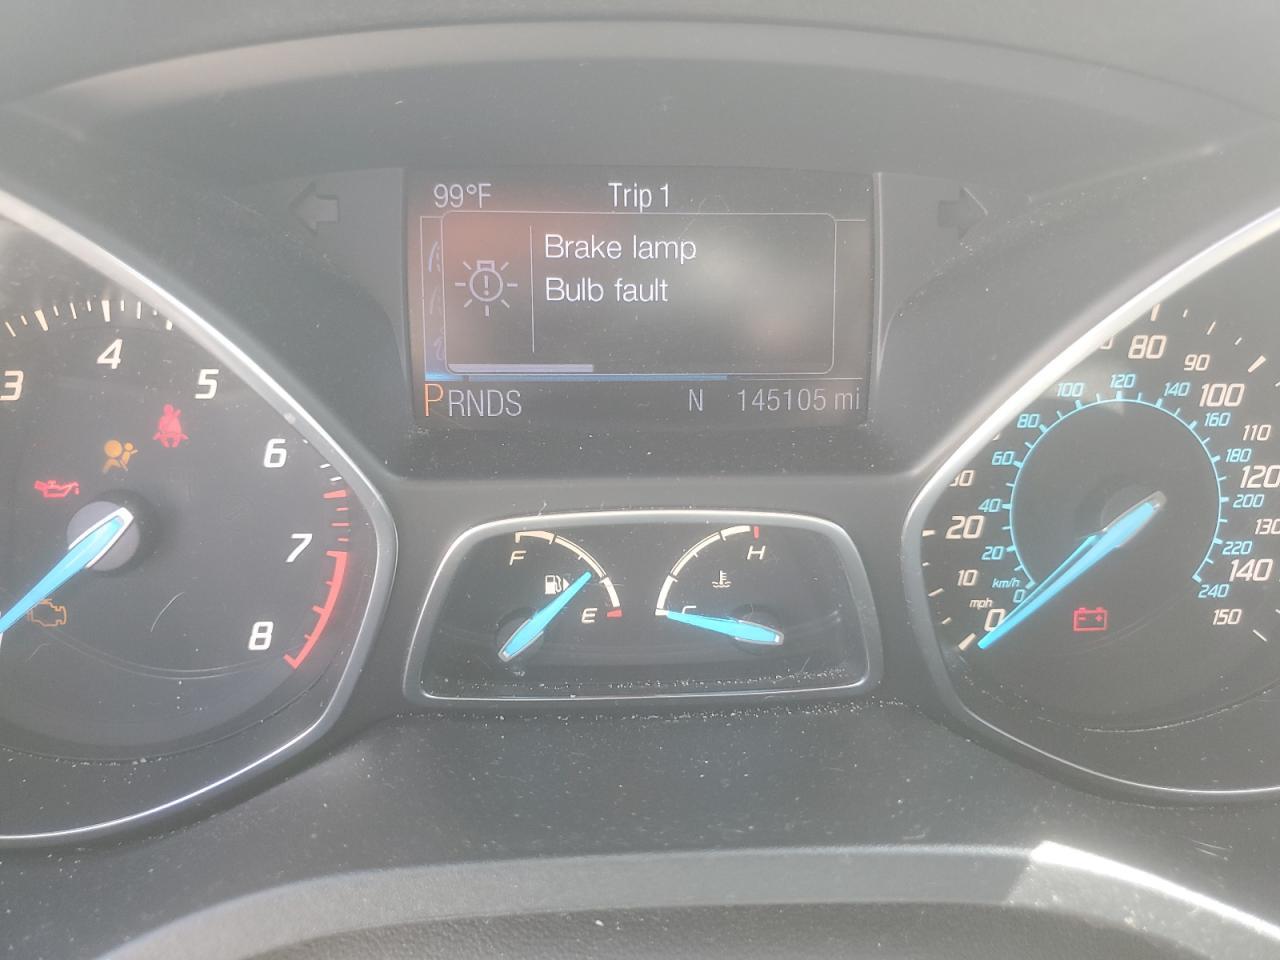 99°F Trip 1
Brake lamp
Bulb fault
PRNDS N 145105 mi
3 4 5 6 7 8
F E
C H
0 10 20 80 90 100 110 120 130 140 150
mph
km/h
0 20 40 60 80 100 120 140 160 180 200 220 240